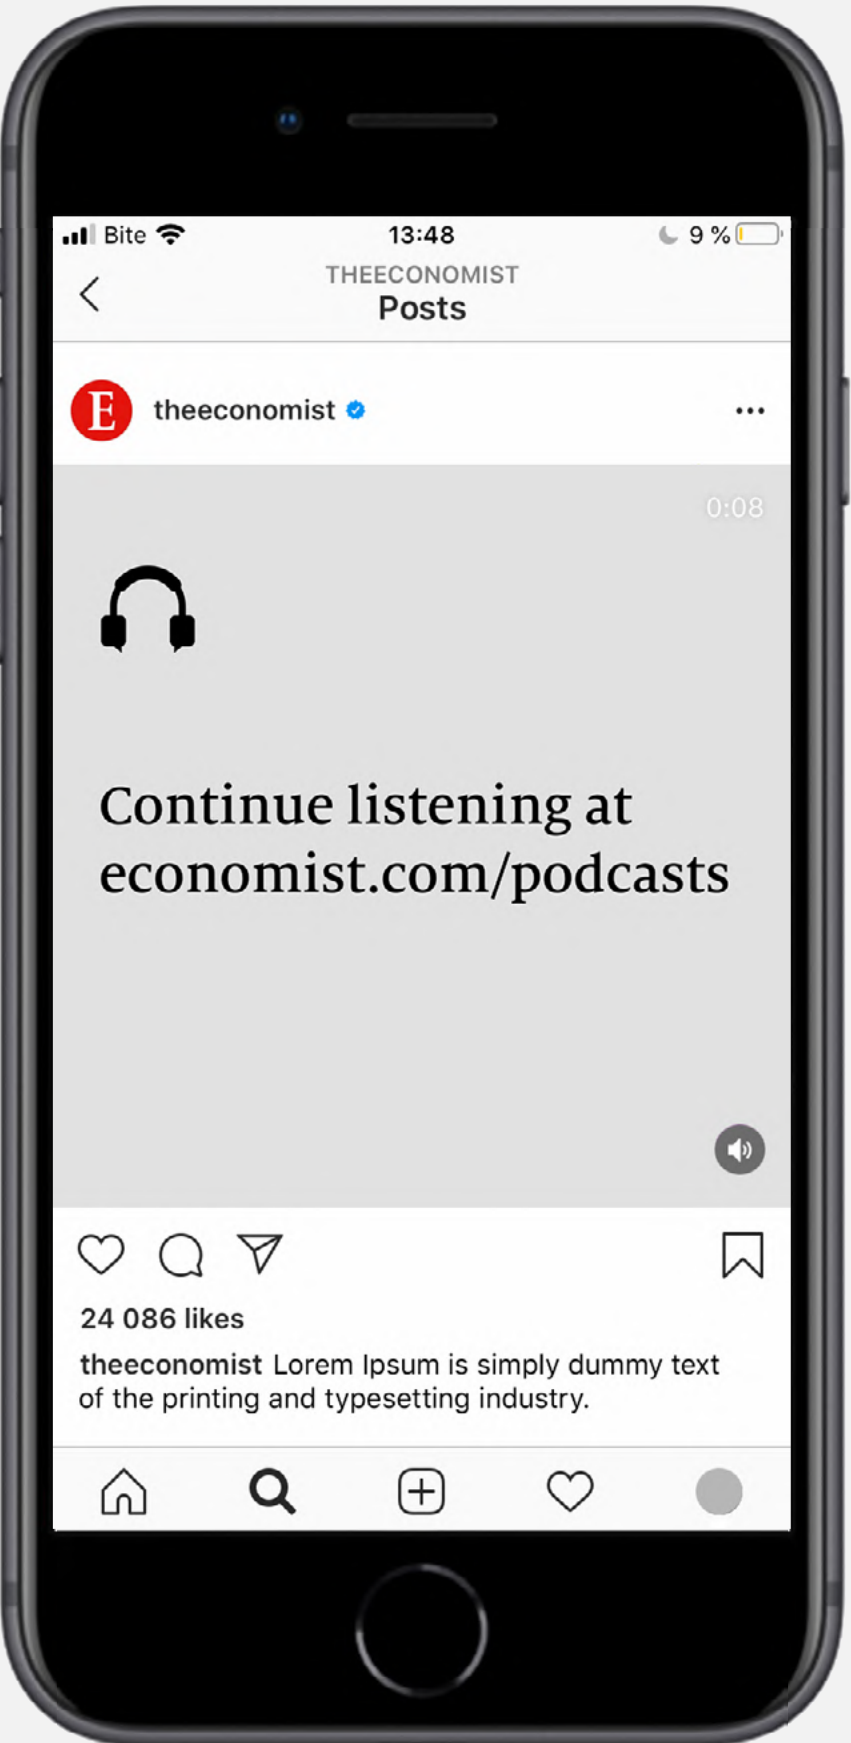 Bite 13:48 9 %
THEECONOMIST
Posts
E theeconomist
0:08
Continue listening at
economist.com/podcasts
24 086 likes
theeconomist Lorem Ipsum is simply dummy text
of the printing and typesetting industry.